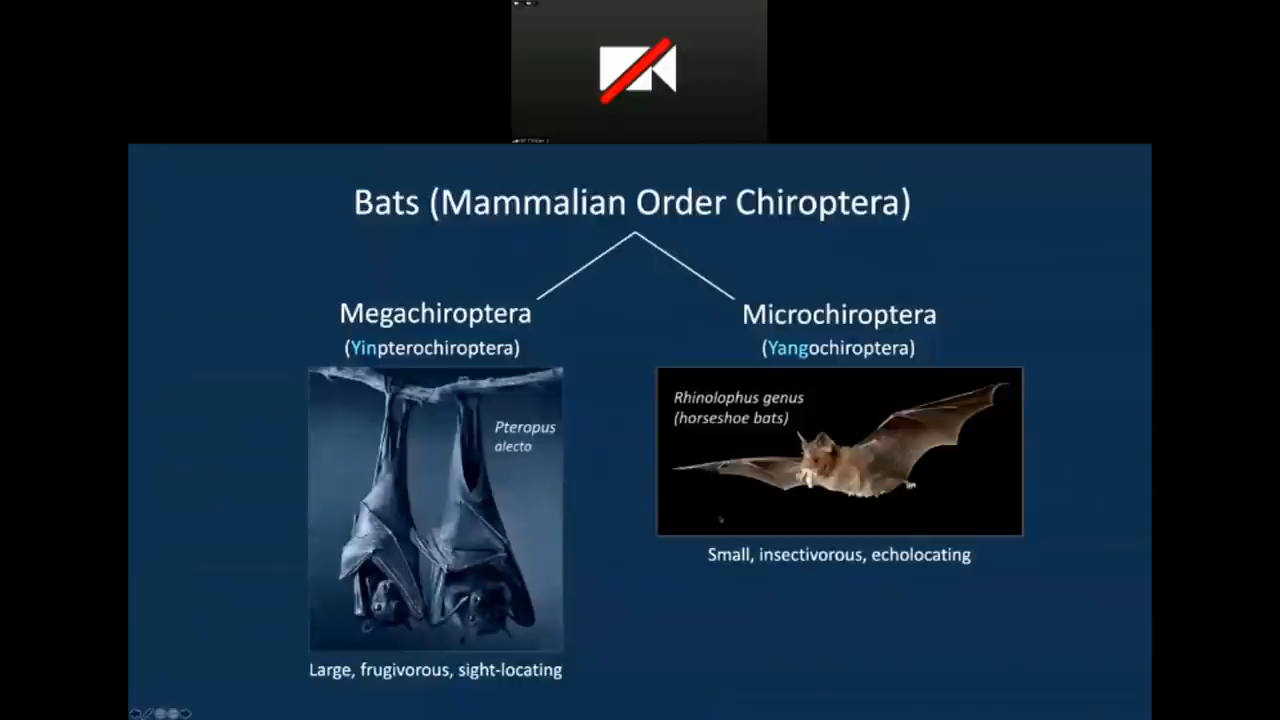 Bats (Mammalian Order Chiroptera)
Megachiroptera
(Yinpterochiroptera)
Pteropus
alecto
Large, frugivorous, sight-locating
Microchiroptera
(Yangochiroptera)
Rhinolophus genus
(horseshoe bats)
Small, insectivorous, echolocating